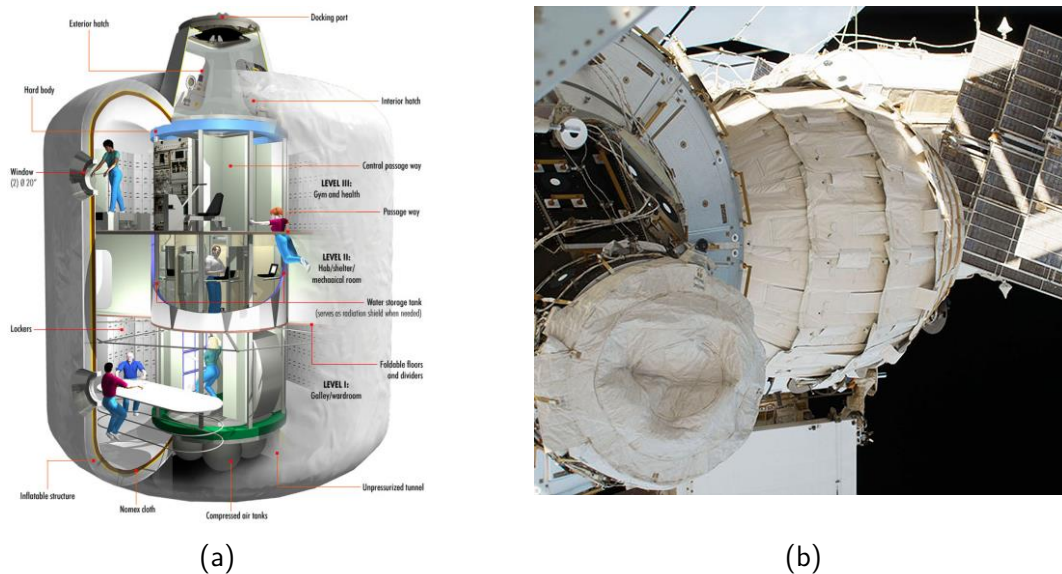 Docking port
Exterior hatch
Hard body
Interior hatch
Central passage way
Window
(2) Ø 20"
LEVEL III:
Gym and health
Passage way
LEVEL II:
Hab/shelter/
mechaaical room
Water storage tank
(serves as radiation shield when needed)
Lockers
Foldable floors
and dividers
LEVEL I:
Galley/wardroom
Inflatable structure
Nomex cloth
Compressed air tanks
Unpressurized tunnel
(a)
(b)